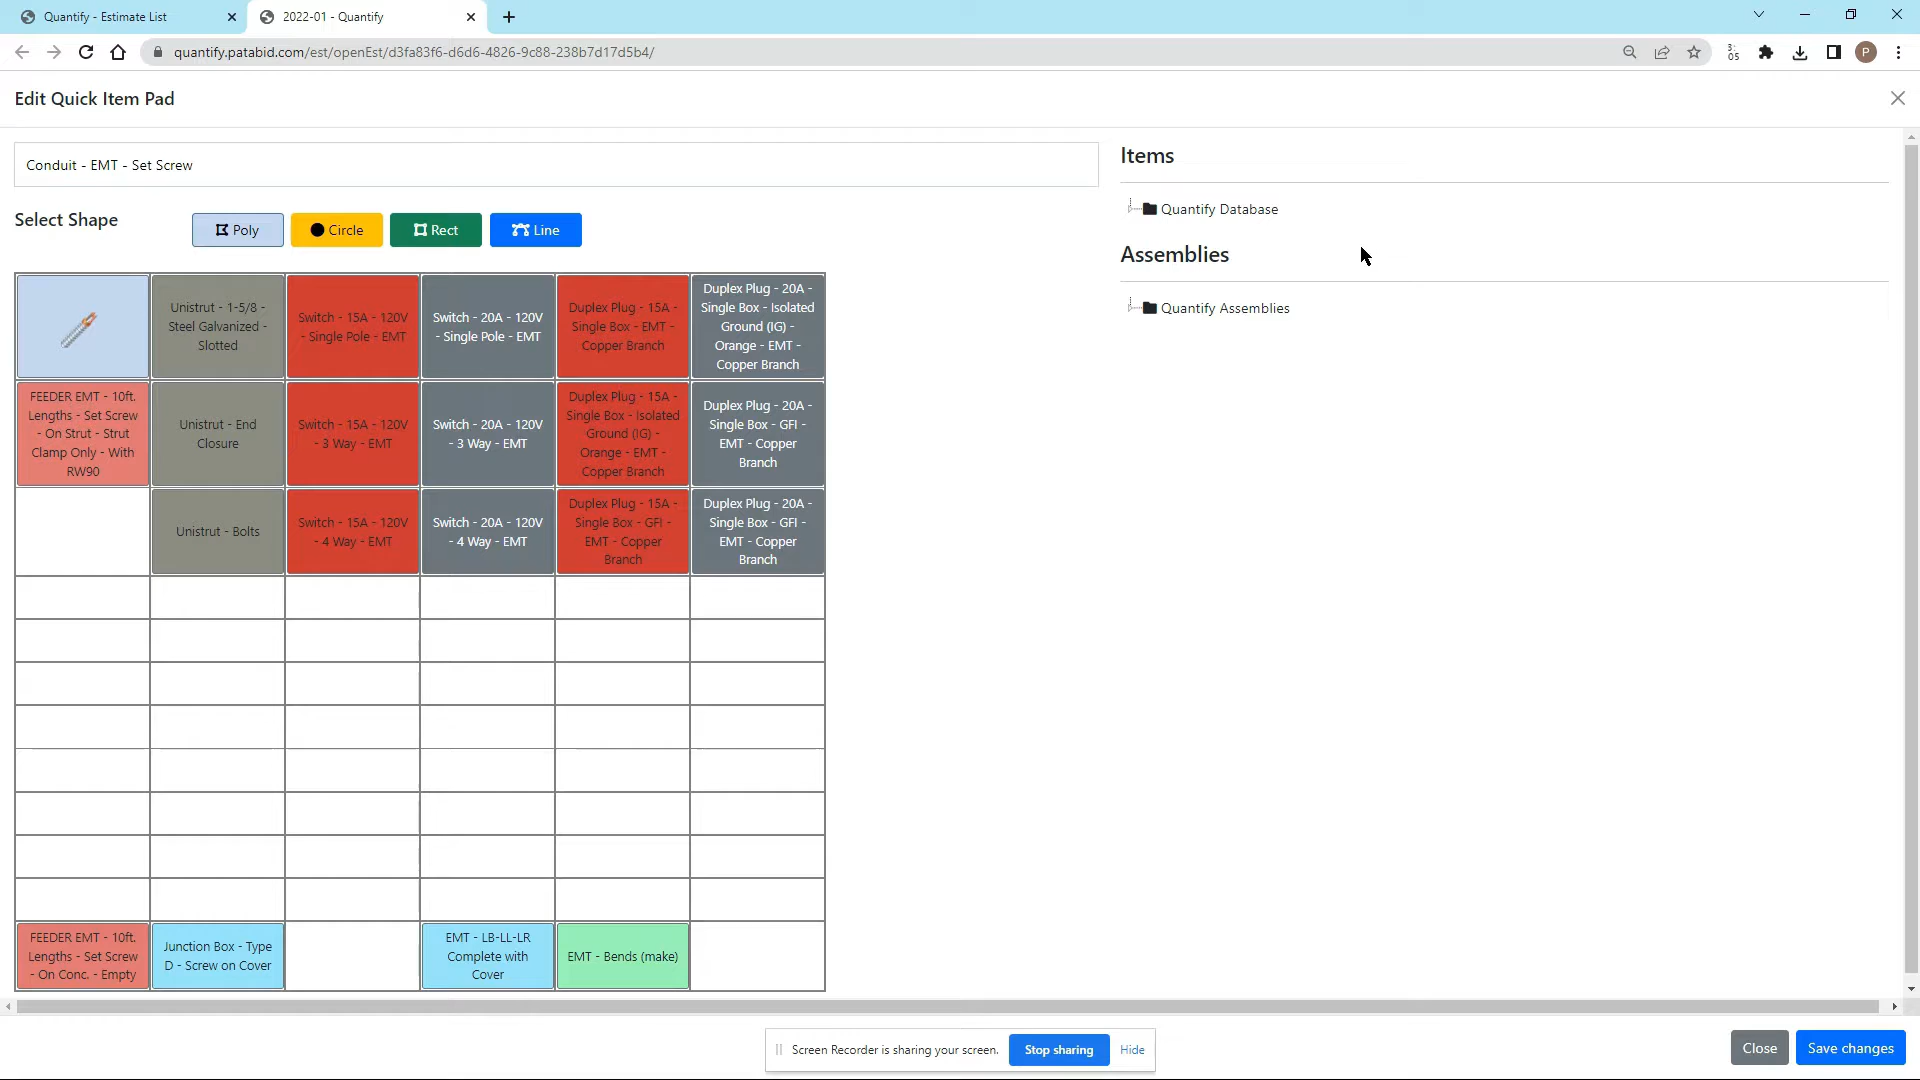 Quantify - Estimate List
2022-01 - Quantify
quantify.patabid.com/est/openEst/d3fa83f6-d6d6-4826-9c88-238b7d17d5b4/
3:
05
P
Edit Quick Item Pad
Conduit - EMT - Set Screw
Select Shape
Poly
Circle
Rect
Line
Items
Quantify Database
Assemblies
Quantify Assemblies
Unistrut - 1-5/8 -
Steel Galvanized -
Slotted
Switch - 15A - 120V
- Single Pole - EMT
Switch - 20A - 120V
- Single Pole - EMT
Duplex Plug - 15A -
Single Box - EMT -
Copper Branch
Duplex Plug - 20A -
Single Box - Isolated
Ground (IG) -
Orange - EMT -
Copper Branch
FEEDER EMT - 10ft.
Lengths - Set Screw
- On Strut - Strut
Clamp Only - With
RW90
Unistrut - End
Closure
Switch - 15A - 120V
- 3 Way - EMT
Switch - 20A - 120V
- 3 Way - EMT
Duplex Plug - 15A -
Single Box - Isolated
Ground (IG) -
Orange - EMT -
Copper Branch
Duplex Plug - 20A -
Single Box - GFI -
EMT - Copper
Branch
Unistrut - Bolts
Switch - 15A - 120V
- 4 Way - EMT
Switch - 20A - 120V
- 4 Way - EMT
Duplex Plug - 15A -
Single Box - GFI -
EMT - Copper
Branch
Duplex Plug - 20A -
Single Box - GFI -
EMT - Copper
Branch
FEEDER EMT - 10ft.
Lengths - Set Screw
- On Conc. - Empty
Junction Box - Type
D - Screw on Cover
EMT - LB-LL-LR
Complete with
Cover
EMT - Bends (make)
Screen Recorder is sharing your screen.
Stop sharing
Hide
Close
Save changes